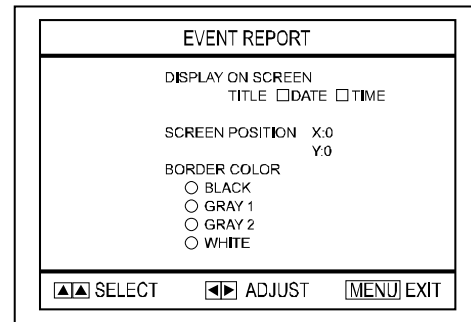 EVENT REPORT
DISPLAY ON SCREEN
TITLE □DATE □TIME
SCREEN POSITION X:0
Y:0
BORDER COLOR
○ BLACK
○ GRAY 1
○ GRAY 2
○ WHITE
▲▲ SELECT ◀▶ ADJUST MENU EXIT